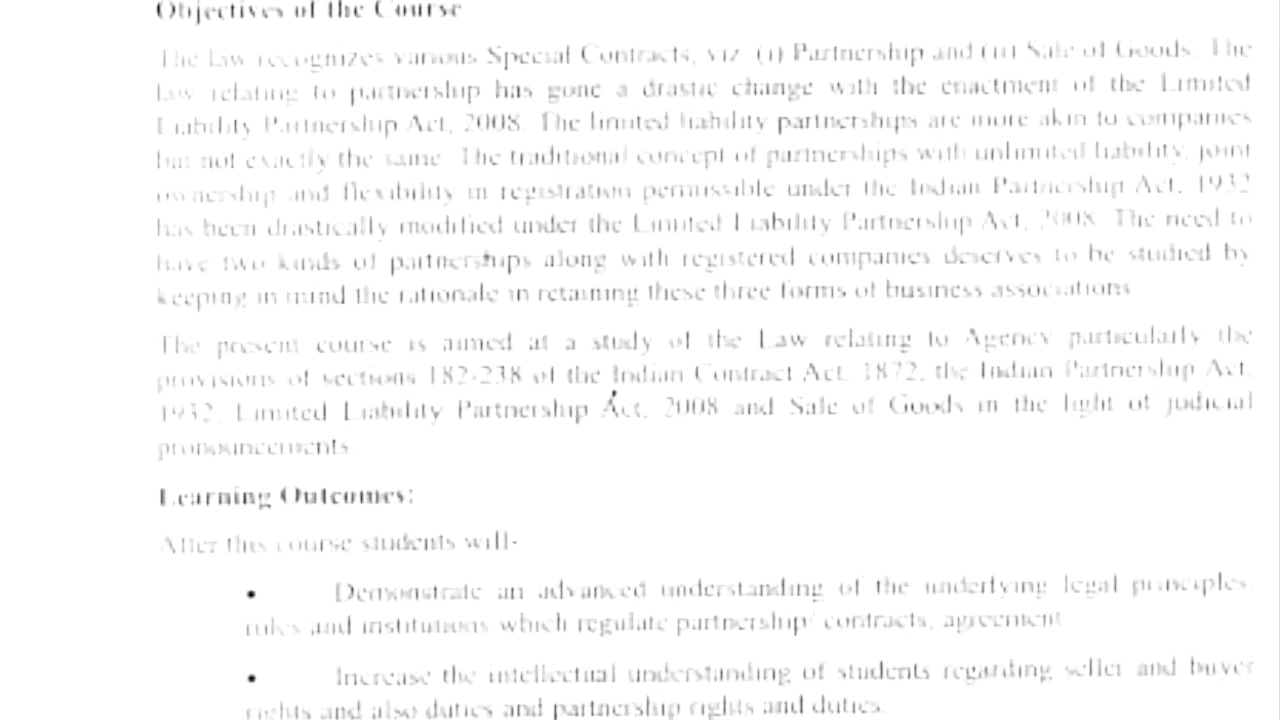 Objectives of the Course
The law recognizes various Special Contracts, viz. (i) Partnership and (ii) Sale of Goods. The
law relating to partnership has gone a drastic change with the enactment of the Limited
Liability Partnership Act, 2008. The limited liability partnerships are more akin to companies
but not exactly the same. The traditional concept of partnerships with unlimited liability, joint
ownership and flexibility in registration permissible under the Indian Partnership Act, 1932
has been drastically modified under the Limited Liability Partnership Act, 2008. The need to
have two kinds of partnerships along with registered companies deserves to be studied by
keeping in mind the rationale in retaining these three forms of business associations
The present course is aimed at a study of the Law relating to Agency particularly the
provisions of sections 182-238 of the Indian Contract Act, 1872, the Indian Partnership Act,
1932, Limited Liability Partnership Act, 2008 and Sale of Goods in the light of judicial
pronouncements
Learning Outcomes:
After this course students will-
• Demonstrate an advanced understanding of the underlying legal principles,
rules and institutions which regulate partnership/ contracts, agreement
• Increase the intellectual understanding of students regarding seller and buyer
rights and also duties and partnership rights and duties.